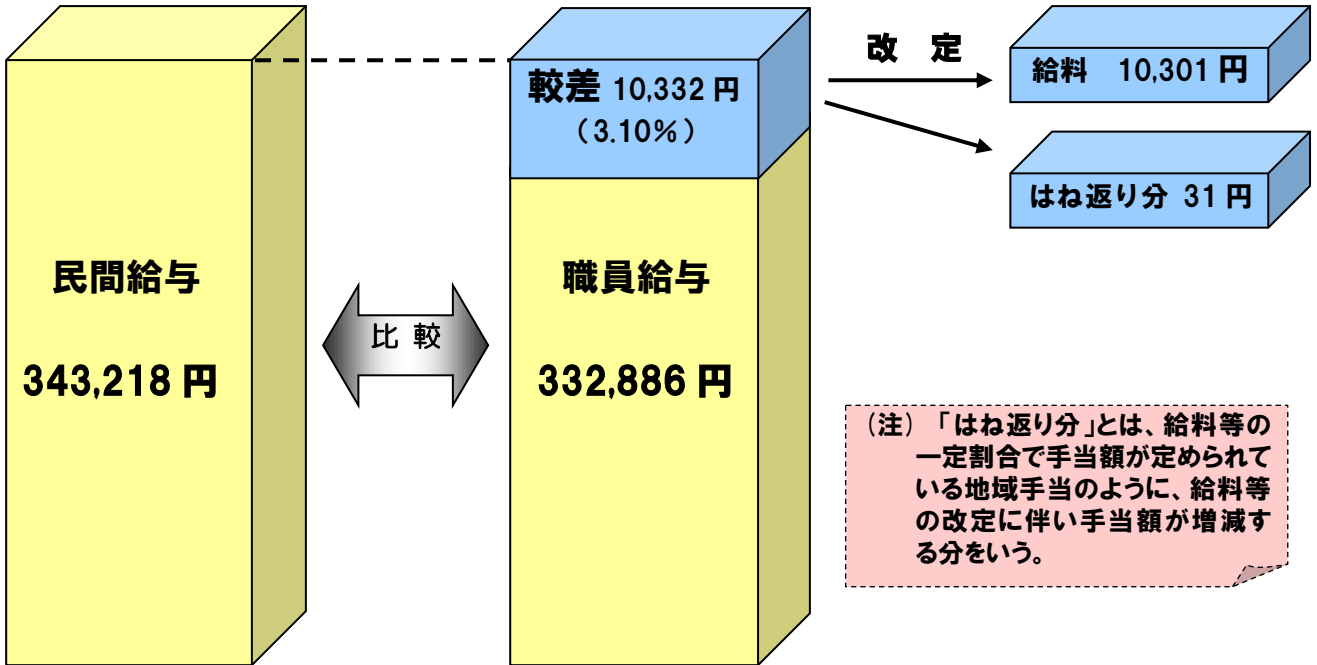 民間給与
343,218 円
比 較
較差 10,332 円
(3.10%)
職員給与
332,886 円
改 定
給料 10,301 円
はね返り分 31 円
(注) 「はね返り分」とは、給料等の
一定割合で手当額が定められて
いる地域手当のように、給料等
の改定に伴い手当額が増減す
る分をいう。